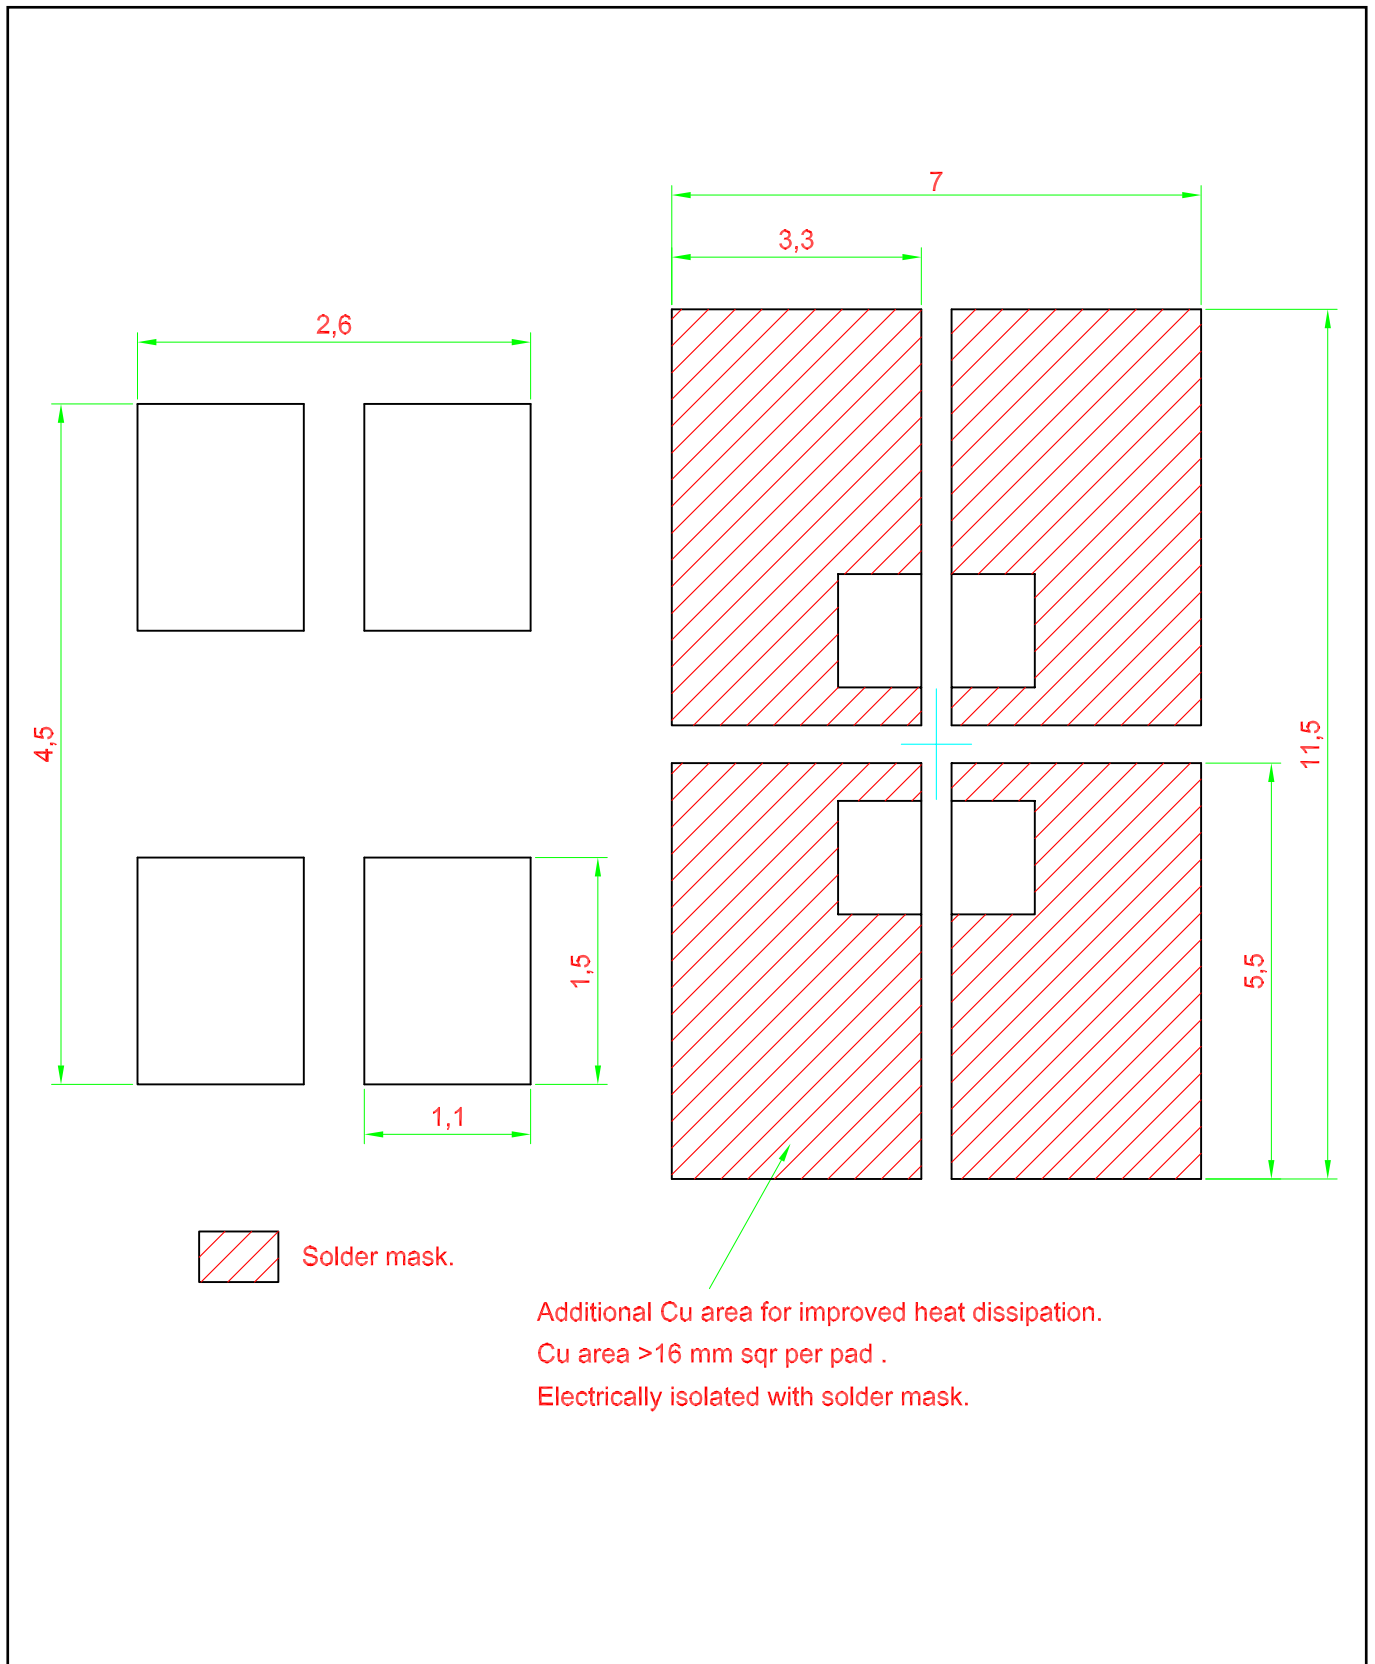 7
3,3
2,6
4,5
11,5
1,5
5,5
1,1
Solder mask.
Additional Cu area for improved heat dissipation.
Cu area >16 mm sqr per pad .
Electrically isolated with solder mask.